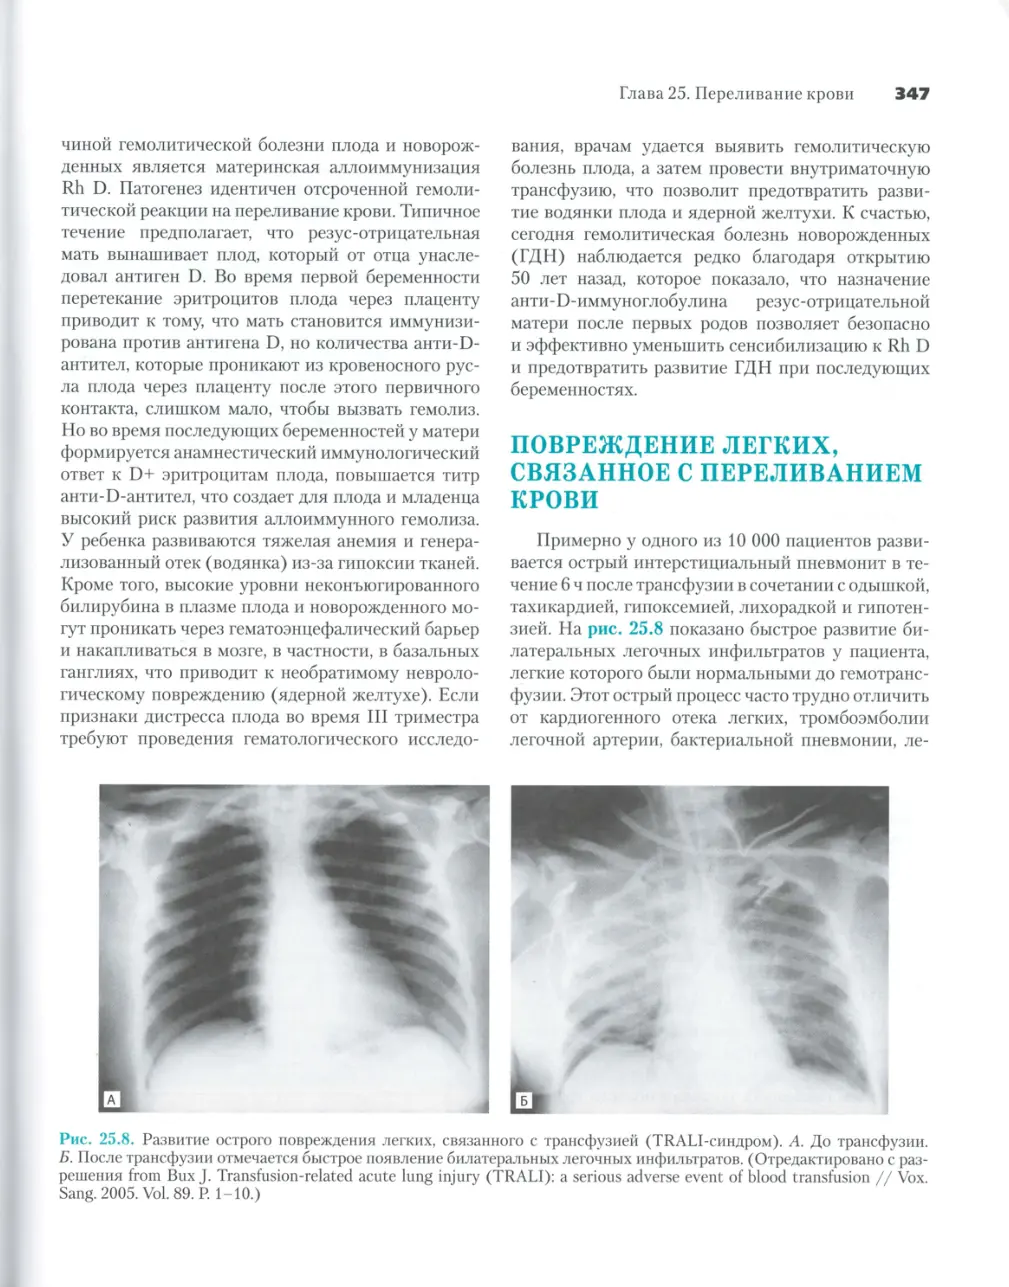 Глава 25. Переливание крови 347
чиной гемолитической болезни плода и новорож-
денных является материнская аллоиммунизация
Rh D. Патогенез идентичен отсроченной гемоли-
тической реакции на переливание крови. Типичное
течение предполагает, что резус-отрицательная
мать вынашивает плод, который от отца унасле-
довал антиген D. Во время первой беременности
перетекание эритроцитов плода через плаценту
приводит к тому, что мать становится иммунизи-
рована против антигена D, но количества анти-D-
антител, которые проникают из кровеносного рус-
ла плода через плаценту после этого первичного
контакта, слишком мало, чтобы вызвать гемолиз.
Но во время последующих беременностей у матери
формируется анамнестический иммунологический
ответ к D+ эритроцитам плода, повышается титр
анти-D-антител, что создает для плода и младенца
высокий риск развития аллоиммунного гемолиза.
У ребенка развиваются тяжелая анемия и генера-
лизованный отек (водянка) из-за гипоксии тканей.
Кроме того, высокие уровни неконъюгированного
билирубина в плазме плода и новорожденного мо-
гут проникать через гематоэнцефалический барьер
и накапливаться в мозге, в частности, в базальных
ганглиях, что приводит к необратимому невроло-
гическому повреждению (ядерной желтухе). Если
признаки дистресса плода во время III триместра
требуют проведения гематологического исследо-
вания, врачам удается выявить гемолитическую
болезнь плода, а затем провести внутриматочную
трансфузию, что позволит предотвратить разви-
тие водянки плода и ядерной желтухи. К счастью,
сегодня гемолитическая болезнь новорожденных
(ГДН) наблюдается редко благодаря открытию
50 лет назад, которое показало, что назначение
анти-D-иммуноглобулина резус-отрицательной
матери после первых родов позволяет безопасно
и эффективно уменьшить сенсибилизацию к Rh D
и предотвратить развитие ГДН при последующих
беременностях.
ПОВРЕЖДЕНИЕ ЛЕГКИХ,
СВЯЗАННОЕ С ПЕРЕЛИВАНИЕМ
КРОВИ
Примерно у одного из 10 000 пациентов разви-
вается острый интерстициальный пневмонит в те-
чение 6 ч после трансфузии в сочетании с одышкой,
тахикардией, гипоксемией, лихорадкой и гипотен-
зией. На рис. 25.8 показано быстрое развитие би-
латеральных легочных инфильтратов у пациента,
легкие которого были нормальными до гемотранс-
фузии. Этот острый процесс часто трудно отличить
от кардиогенного отека легких, тромбоэмболии
легочной артерии, бактериальной пневмонии, ле-
А
Б
Рис. 25.8. Развитие острого повреждения легких, связанного с трансфузией (TRALI-синдром). А. До трансфузии.
Б. После трансфузии отмечается быстрое появление билатеральных легочных инфильтратов. (Отредактировано с раз-
решения from Bux J. Transfusion-related acute lung injury (TRALI): a serious adverse event of blood transfusion // Vox.
Sang. 2005. Vol. 89. P. 1–10.)